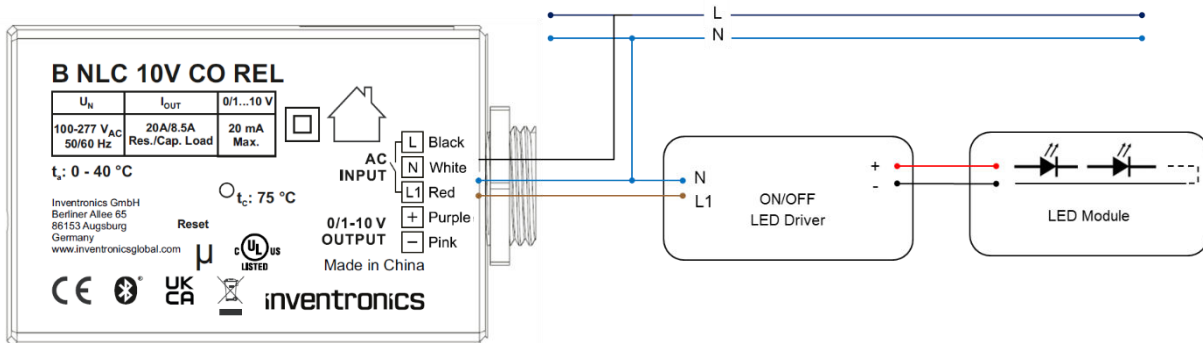 B NLC 10V CO REL
UN IOUT 0/1...10 V
100-277 VAC 50/60 Hz
20A/8.5A Res./Cap. Load
20 mA Max.
ta: 0 - 40 °C
tc: 75 °C
Inventronics GmbH
Berliner Allee 65
86153 Augsburg
Germany
www.inventronicsglobal.com
Reset
µ
C UL US
LISTED
CE
UK
CA
AC
INPUT
L Black
N White
L1 Red
0/1-10 V
OUTPUT
+ Purple
− Pink
Made in China
inventronics
L
N
N
L1
ON/OFF
LED Driver
+
-
LED Module